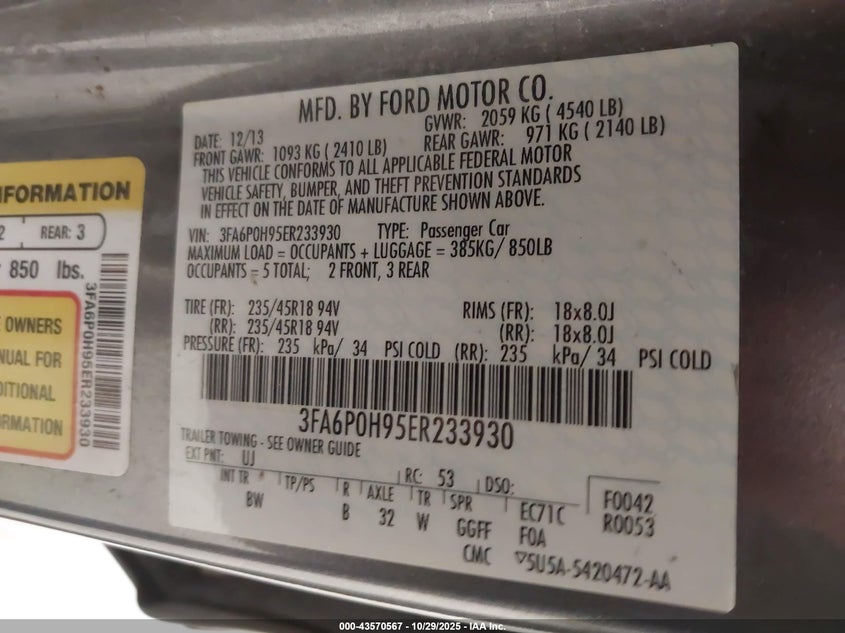 MFD. BY FORD MOTOR CO.
DATE: 12/13 GVWR: 2059 KG ( 4540 LB)
FRONT GAWR: 1093 KG ( 2410 LB) REAR GAWR: 971 KG ( 2140 LB)
THIS VEHICLE CONFORMS TO ALL APPLICABLE FEDERAL MOTOR
VEHICLE SAFETY, BUMPER, AND THEFT PREVENTION STANDARDS
IN EFFECT ON THE DATE OF MANUFACTURE SHOWN ABOVE.
VIN: 3FA6P0H95ER233930 TYPE: Passenger Car
MAXIMUM LOAD = OCCUPANTS + LUGGAGE = 385KG/ 850LB
OCCUPANTS = 5 TOTAL; 2 FRONT, 3 REAR
TIRE (FR): 235/45R18 94V RIMS (FR): 18x8.0J
(RR): 235/45R18 94V (RR): 18x8.0J
PRESSURE (FR): 235 kPa/ 34 PSI COLD (RR): 235 kPa/ 34 PSI COLD
3FA6P0H95ER233930
TRAILER TOWING - SEE OWNER GUIDE
EXT PNT: UJ RC: 53 DSO:
INT TR TP/PS R AXLE TR SPR
BW B 32 W GGFF EC71C F0042
CMC FOA R0053
▽5U5A-5420472-AA
INFORMATION
2 REAR: 3
850 lbs.
OWNERS
FOR
3FA6P0H95ER233930
000-43570567 • 10/29/2025 • IAA Inc.